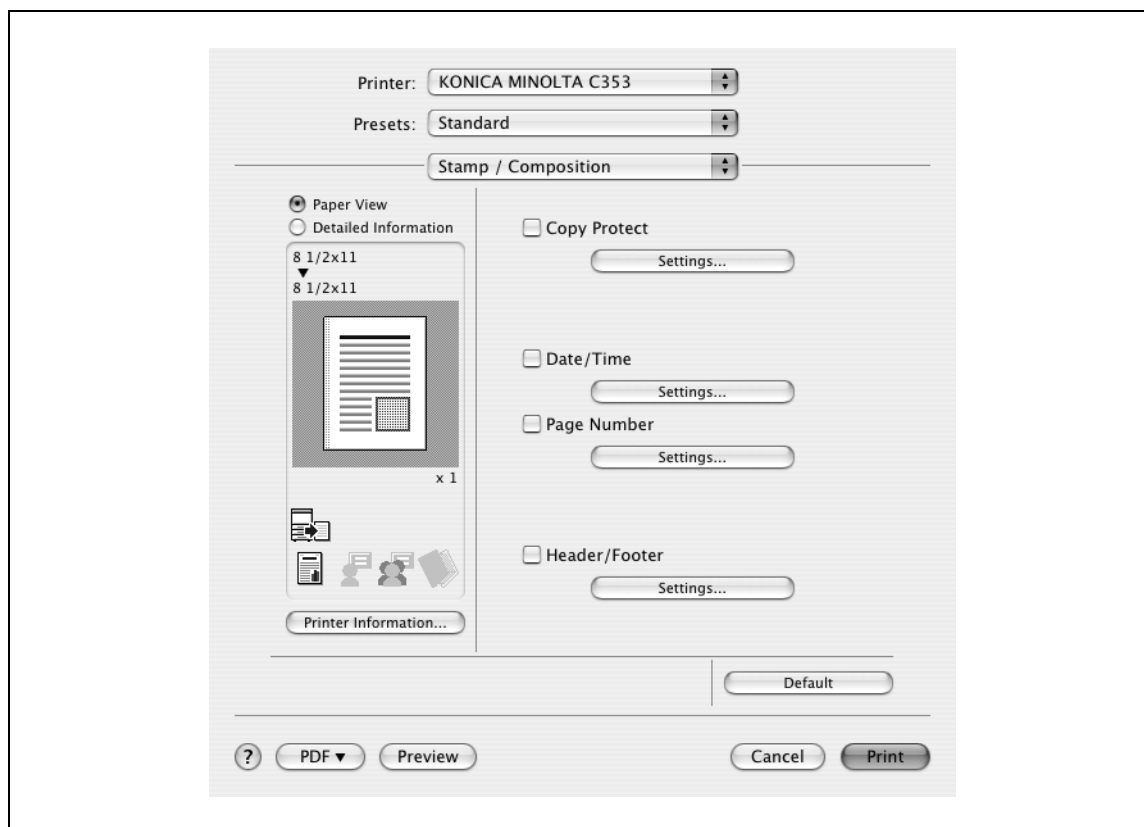 Printer: KONICA MINOLTA C353
Presets: Standard
Stamp / Composition
Paper View
Detailed Information
8 1/2x11
▼
8 1/2x11
x 1
Printer Information...
Copy Protect
Settings...
Date/Time
Settings...
Page Number
Settings...
Header/Footer
Settings...
Default
? PDF ▼ Preview Cancel Print